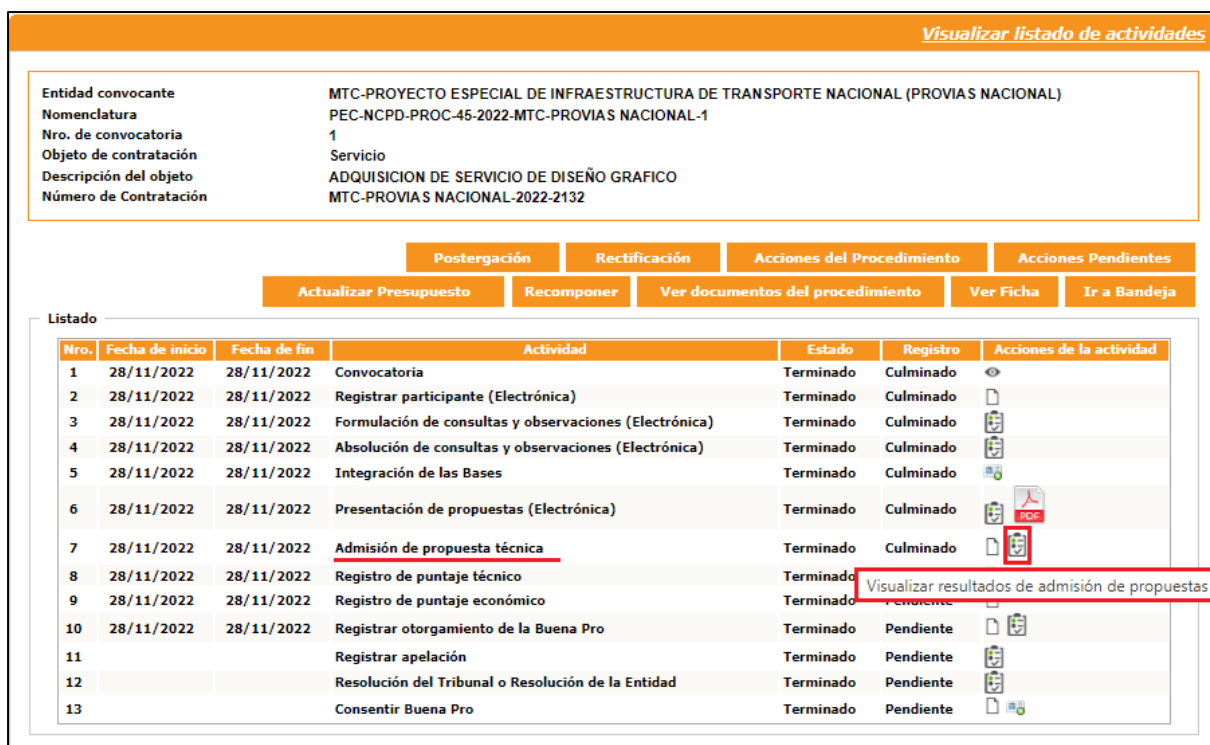 Visualizar listado de actividades
Entidad convocante MTC-PROYECTO ESPECIAL DE INFRAESTRUCTURA DE TRANSPORTE NACIONAL (PROVIAS NACIONAL)
Nomenclatura PEC-NCPD-PROC-45-2022-MTC-PROVIAS NACIONAL-1
Nro. de convocatoria 1
Objeto de contratación Servicio
Descripción del objeto ADQUISICION DE SERVICIO DE DISEÑO GRAFICO
Número de Contratación MTC-PROVIAS NACIONAL-2022-2132
Postergación Rectificación Acciones del Procedimiento Acciones Pendientes
Actualizar Presupuesto Recomponer Ver documentos del procedimiento Ver Ficha Ir a Bandeja
Listado
Nro. Fecha de inicio Fecha de fin Actividad Estado Registro Acciones de la actividad
1 28/11/2022 28/11/2022 Convocatoria Terminado Culminado
2 28/11/2022 28/11/2022 Registrar participante (Electrónica) Terminado Culminado
3 28/11/2022 28/11/2022 Formulación de consultas y observaciones (Electrónica) Terminado Culminado
4 28/11/2022 28/11/2022 Absolución de consultas y observaciones (Electrónica) Terminado Culminado
5 28/11/2022 28/11/2022 Integración de las Bases Terminado Culminado
6 28/11/2022 28/11/2022 Presentación de propuestas (Electrónica) Terminado Culminado PDF
7 28/11/2022 28/11/2022 Admisión de propuesta técnica Terminado Culminado
8 28/11/2022 28/11/2022 Registro de puntaje técnico Terminado
Visualizar resultados de admisión de propuestas
9 28/11/2022 28/11/2022 Registro de puntaje económico Terminado
10 28/11/2022 28/11/2022 Registrar otorgamiento de la Buena Pro Terminado Pendiente
11 Registrar apelación Terminado Pendiente
12 Resolución del Tribunal o Resolución de la Entidad Terminado Pendiente
13 Consentir Buena Pro Terminado Pendiente